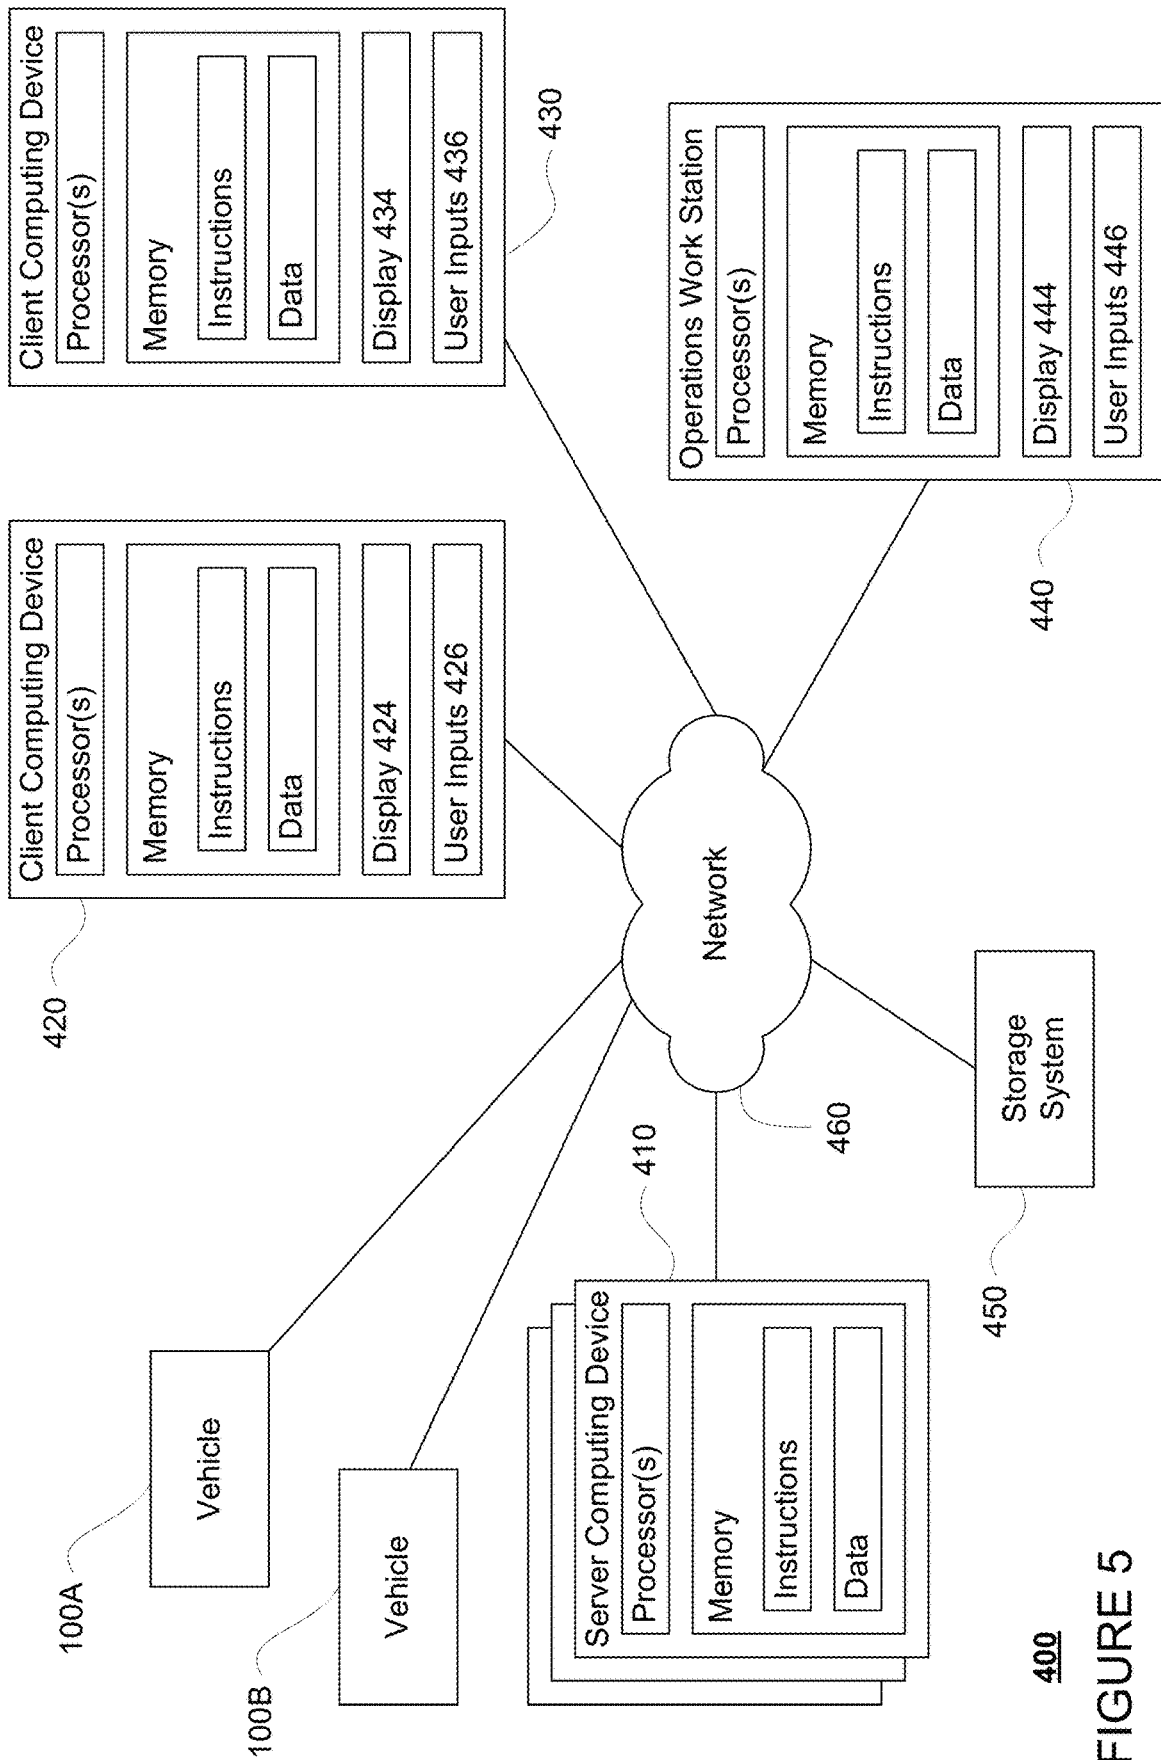 100A
Vehicle
100B
Vehicle
420
Client Computing Device
Processor(s)
Memory
Instructions
Data
Display 424
User Inputs 426
Client Computing Device
Processor(s)
Memory
Instructions
Data
Display 434
User Inputs 436
430
Server Computing Device
Processor(s)
Memory
Instructions
Data
410
Network
460
Storage
System
450
Operations Work Station
Processor(s)
Memory
Instructions
Data
Display 444
User Inputs 446
440
400
FIGURE 5